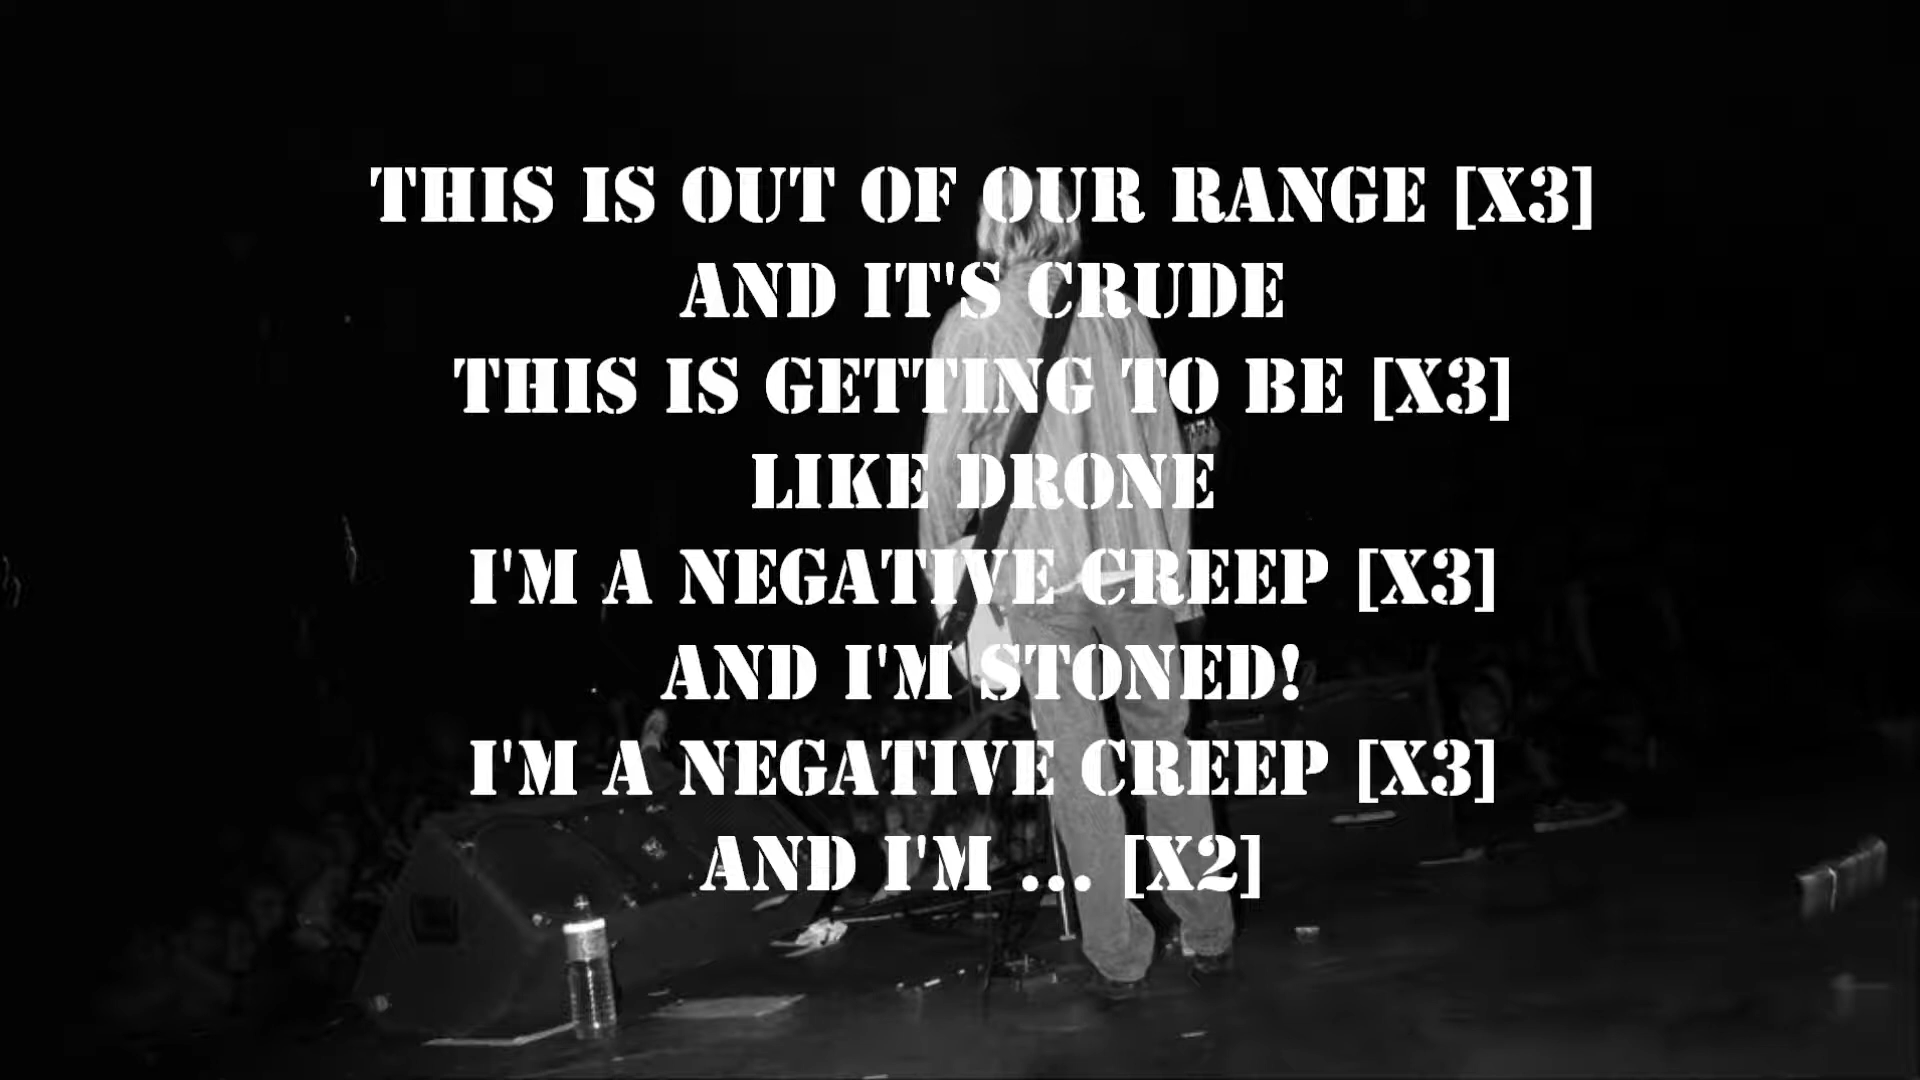 THIS IS OUT OF OUR RANGE [X3]
AND IT'S CRUDE
THIS IS GETTING TO BE [X3]
LIKE DRONE
I'M A NEGATIVE CREEP [X3]
AND I'M STONED!
I'M A NEGATIVE CREEP [X3]
AND I'M ... [X2]